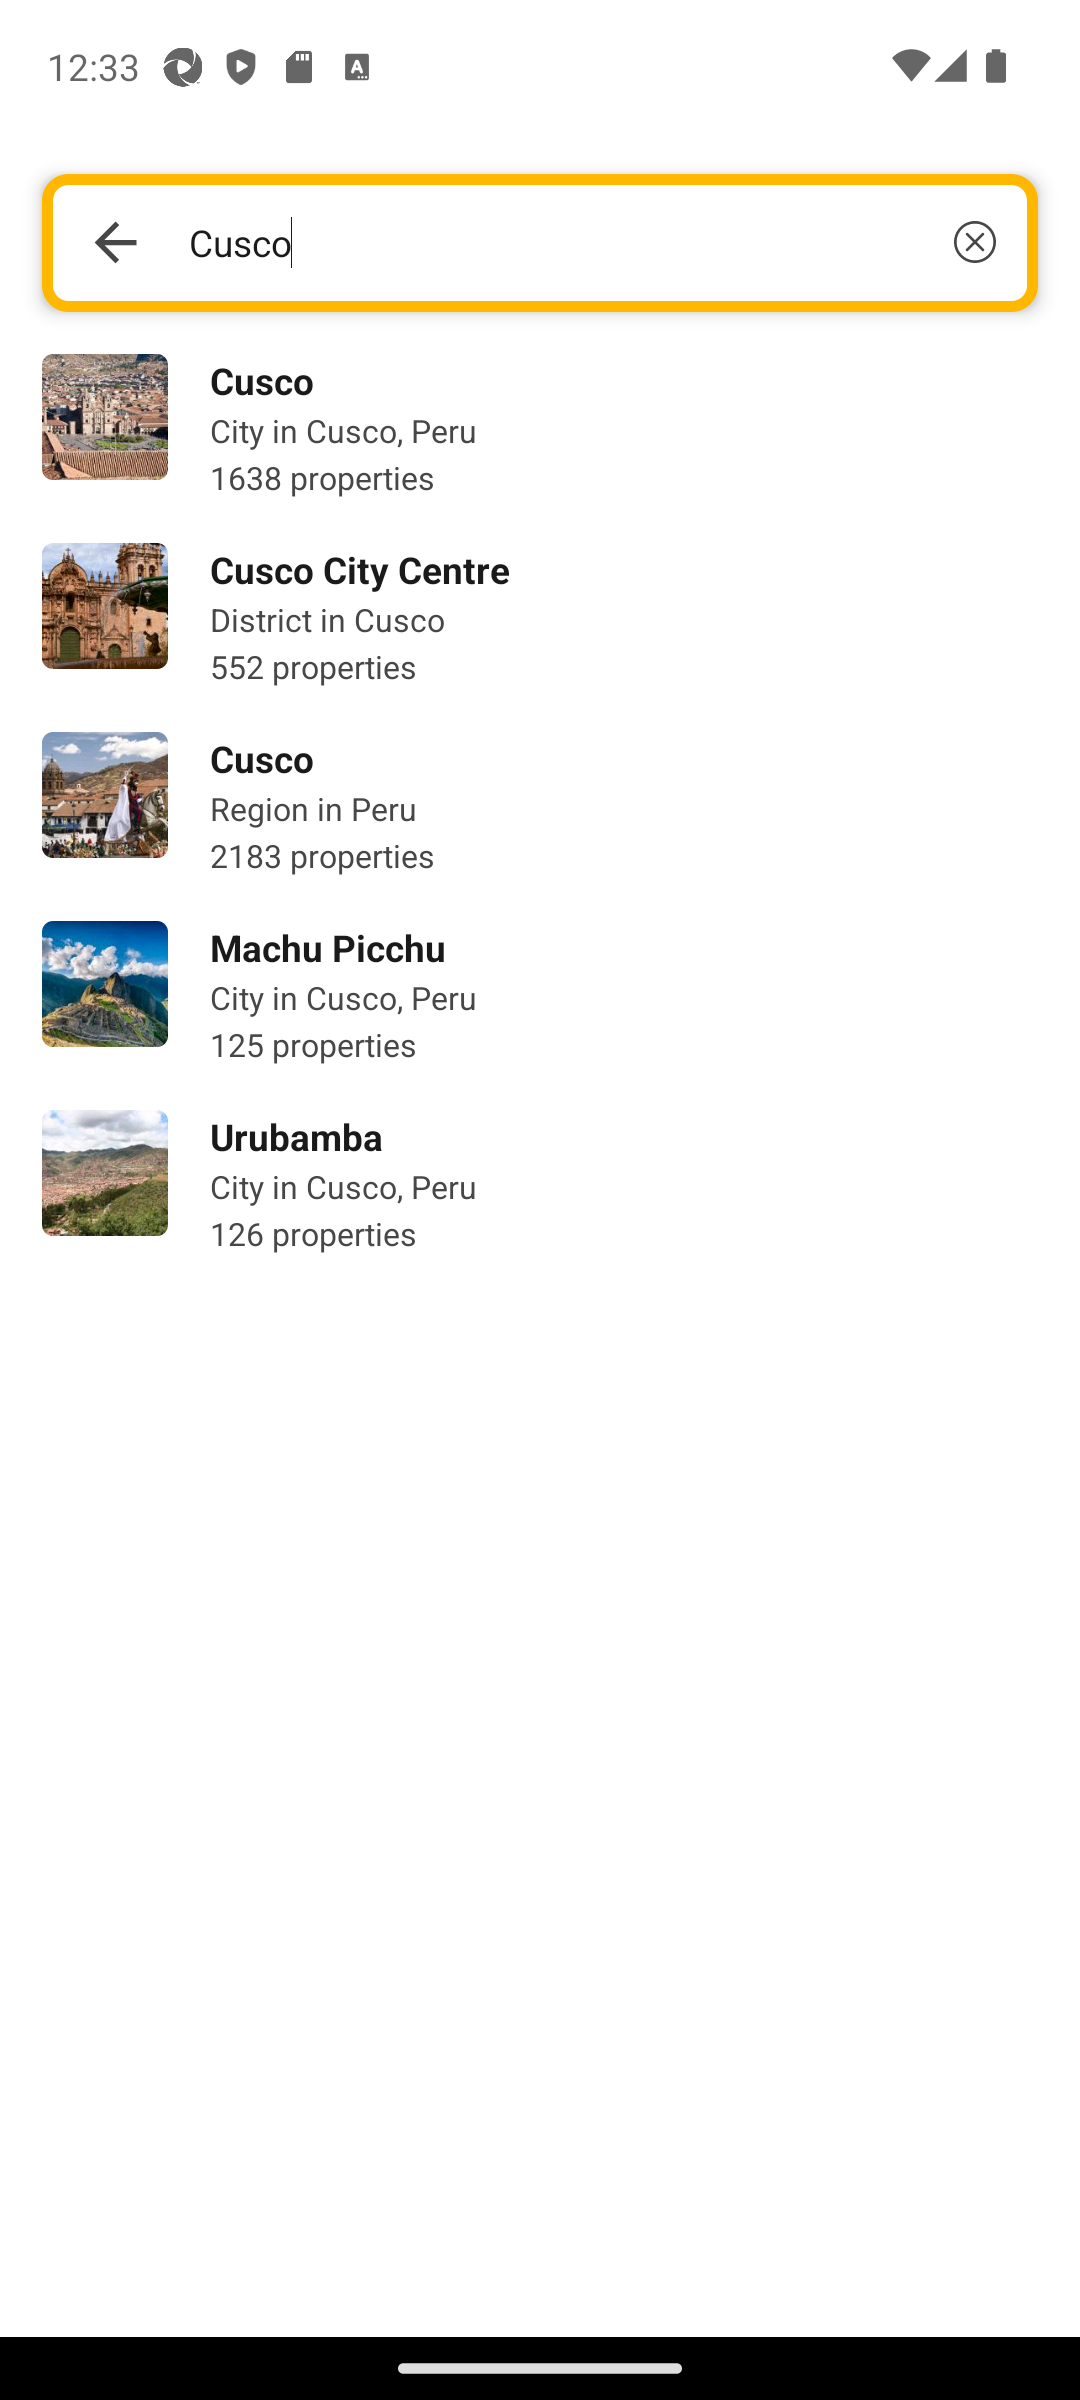 12:33
Cusco
Cusco
City in Cusco, Peru
1638 properties
Cusco City Centre
District in Cusco
552 properties
Cusco
Region in Peru
2183 properties
Machu Picchu
City in Cusco, Peru
125 properties
Urubamba
City in Cusco, Peru
126 properties